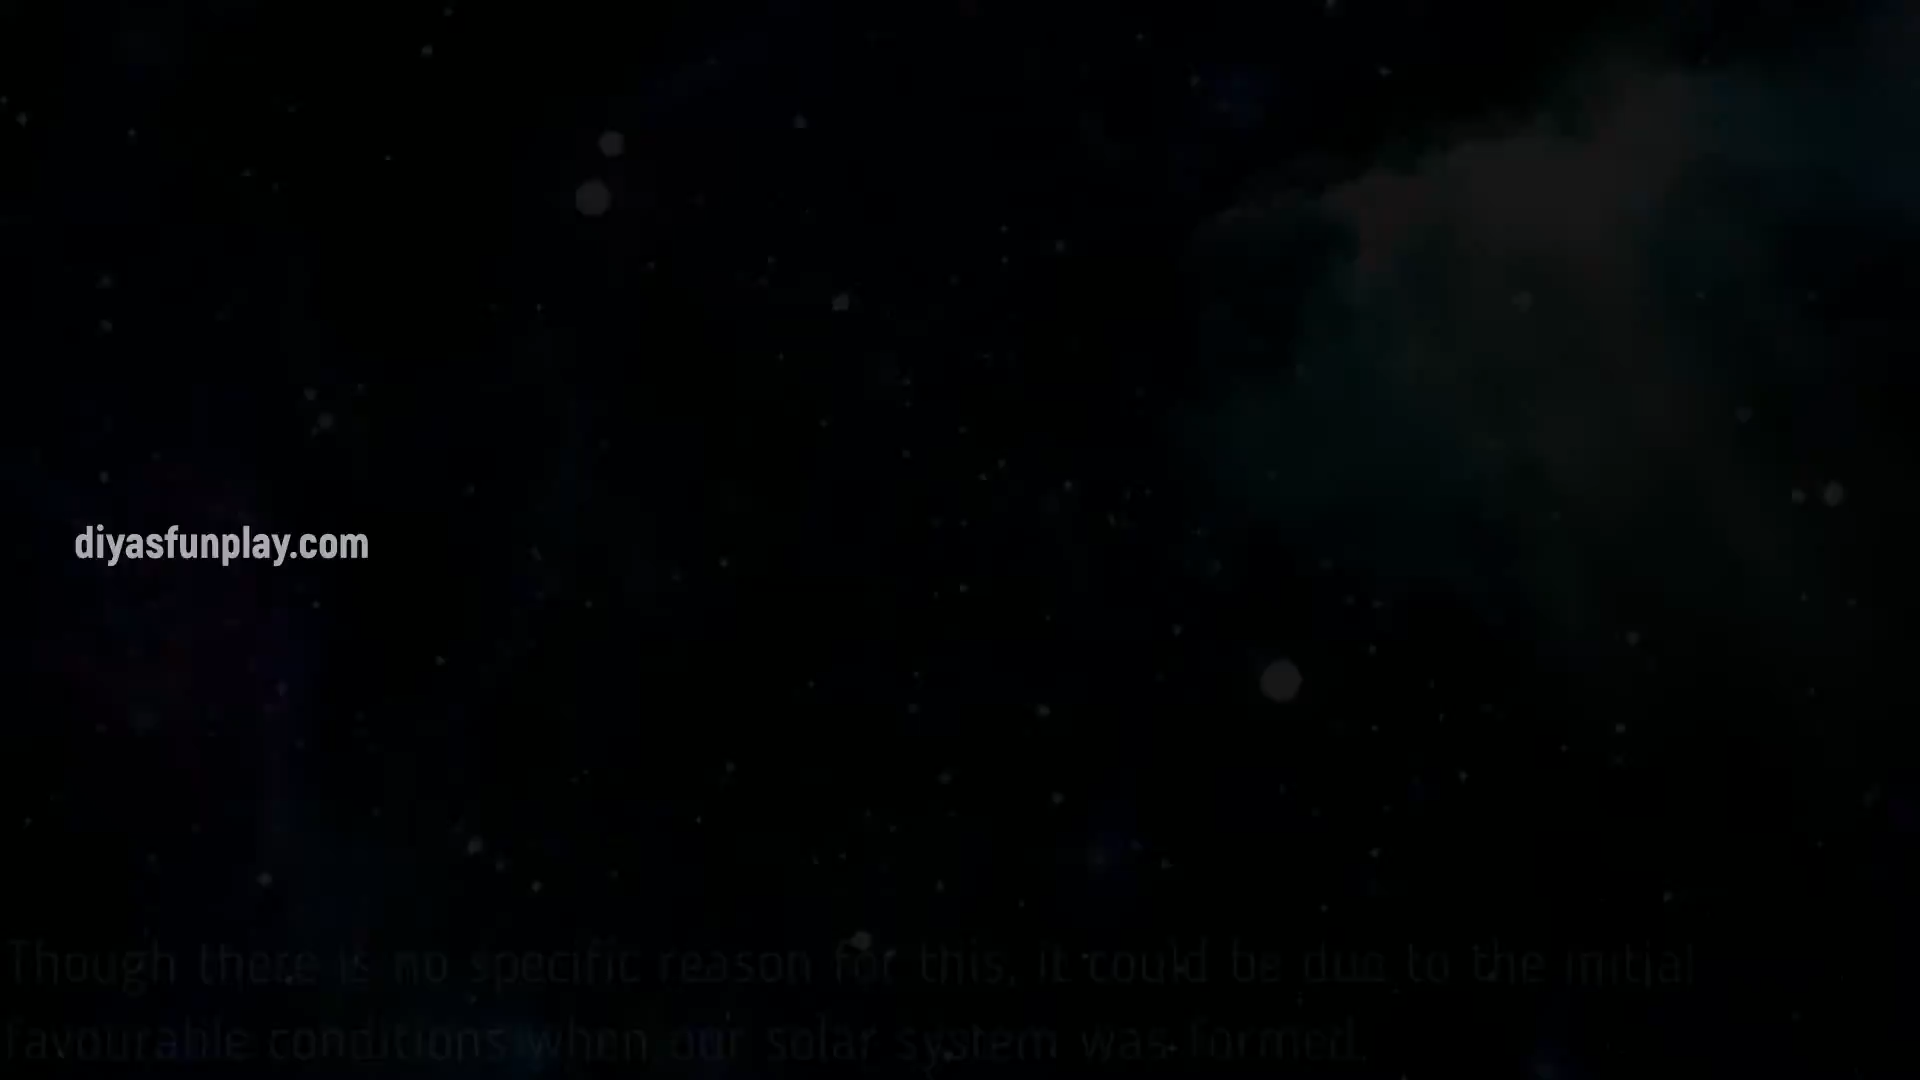 diyasfunplay.com
Though there is no specific reason for this, it could be due to the initial
favourable conditions when our solar system was formed.